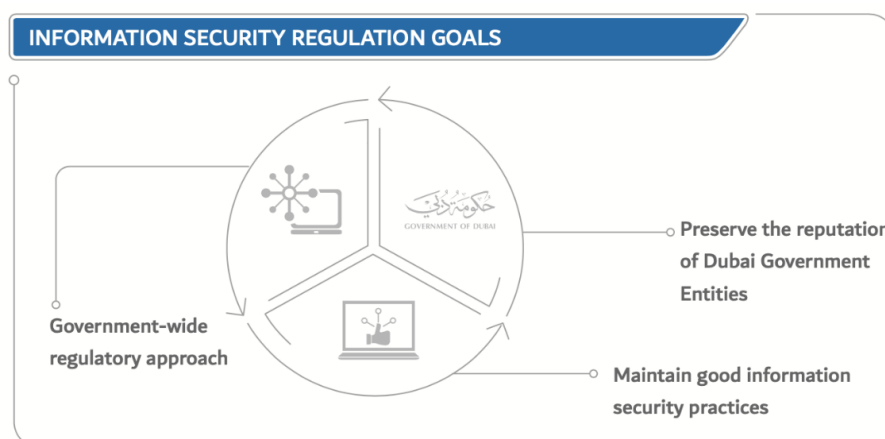 INFORMATION SECURITY REGULATION GOALS
حكومة دبي
GOVERNMENT OF DUBAI
Preserve the reputation
of Dubai Government
Entities
Government-wide
regulatory approach
Maintain good information
security practices